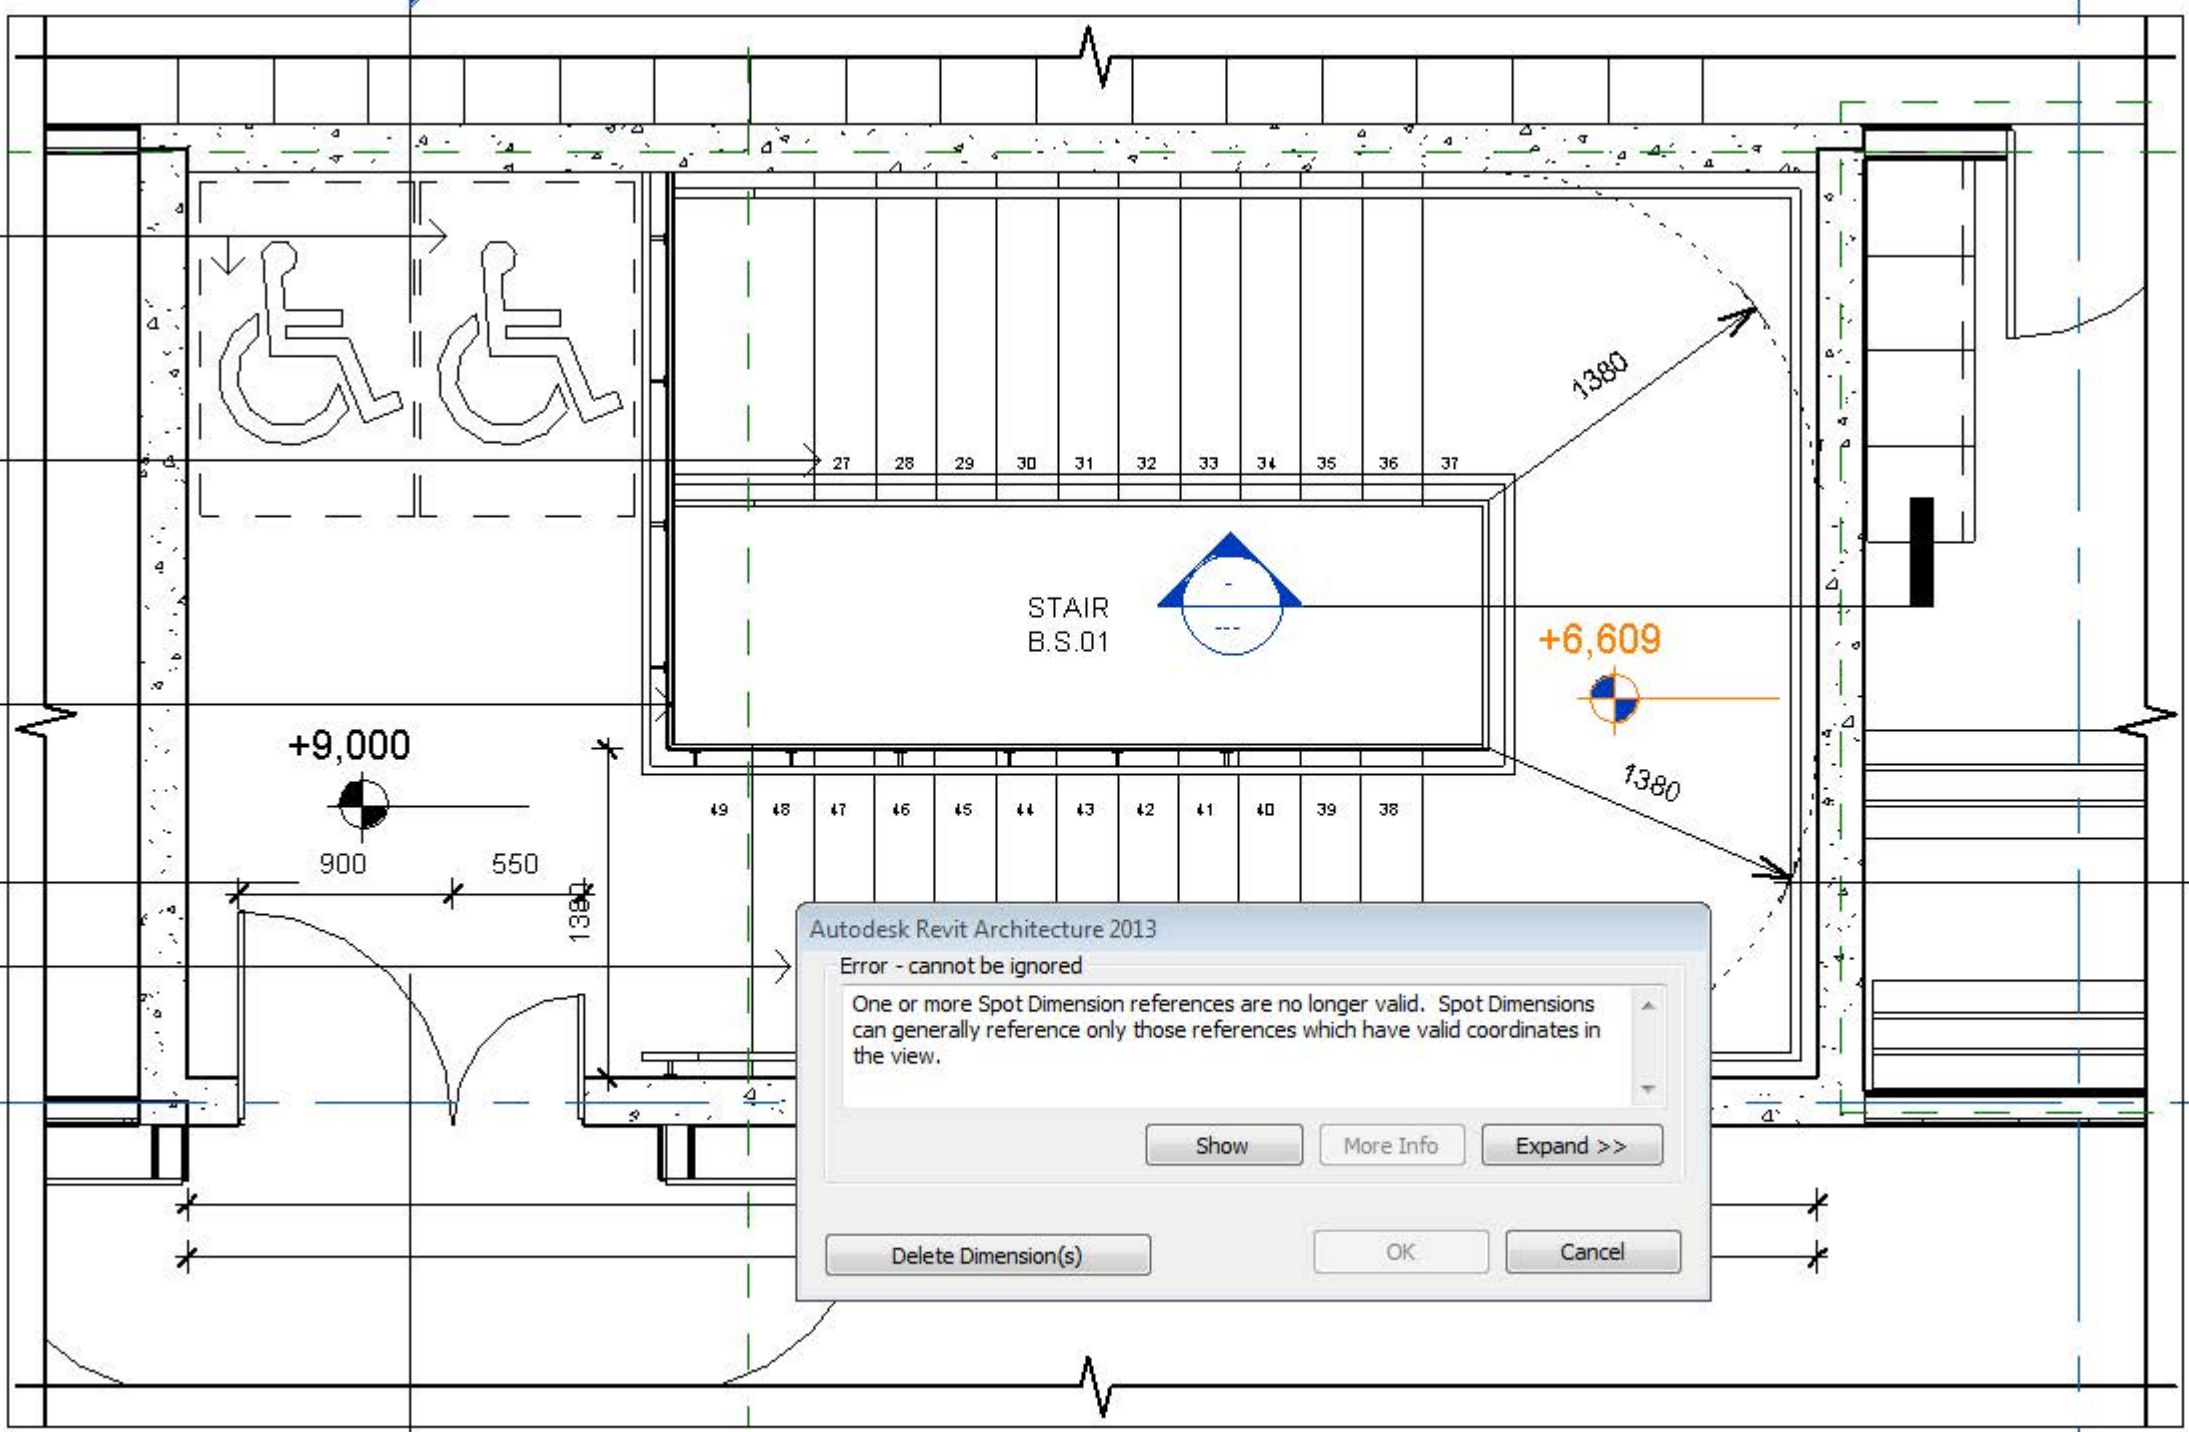 1380
27 28 29 30 31 32 33 34 35 36 37
STAIR
B.S.01
+6,609
+9,000
1380
49 48 47 46 45 44 43 42 41 40 39 38
900 550
1380
Autodesk Revit Architecture 2013
Error - cannot be ignored
One or more Spot Dimension references are no longer valid. Spot Dimensions
can generally reference only those references which have valid coordinates in
the view.
Show More Info Expand >>
Delete Dimension(s) OK Cancel